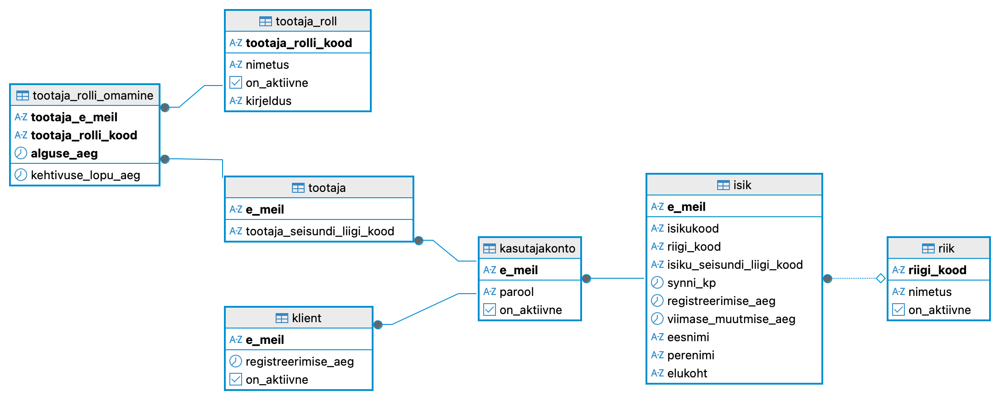 tootaja_roll
A-Z tootaja_rolli_kood
A-Z nimetus
on_aktiivne
A-Z kirjeldus
tootaja_rolli_omamine
A-Z tootaja_e_meil
A-Z tootaja_rolli_kood
alguse_aeg
kehtivuse_lopu_aeg
tootaja
A-Z e_meil
A-Z tootaja_seisundi_liigi_kood
klient
A-Z e_meil
registreerimise_aeg
on_aktiivne
kasutajakonto
A-Z e_meil
A-Z parool
on_aktiivne
isik
A-Z e_meil
A-Z isikukood
A-Z riigi_kood
A-Z isiku_seisundi_liigi_kood
synni_kp
registreerimise_aeg
viimase_muutmise_aeg
A-Z eesnimi
A-Z perenimi
A-Z elukoht
riik
A-Z riigi_kood
A-Z nimetus
on_aktiivne